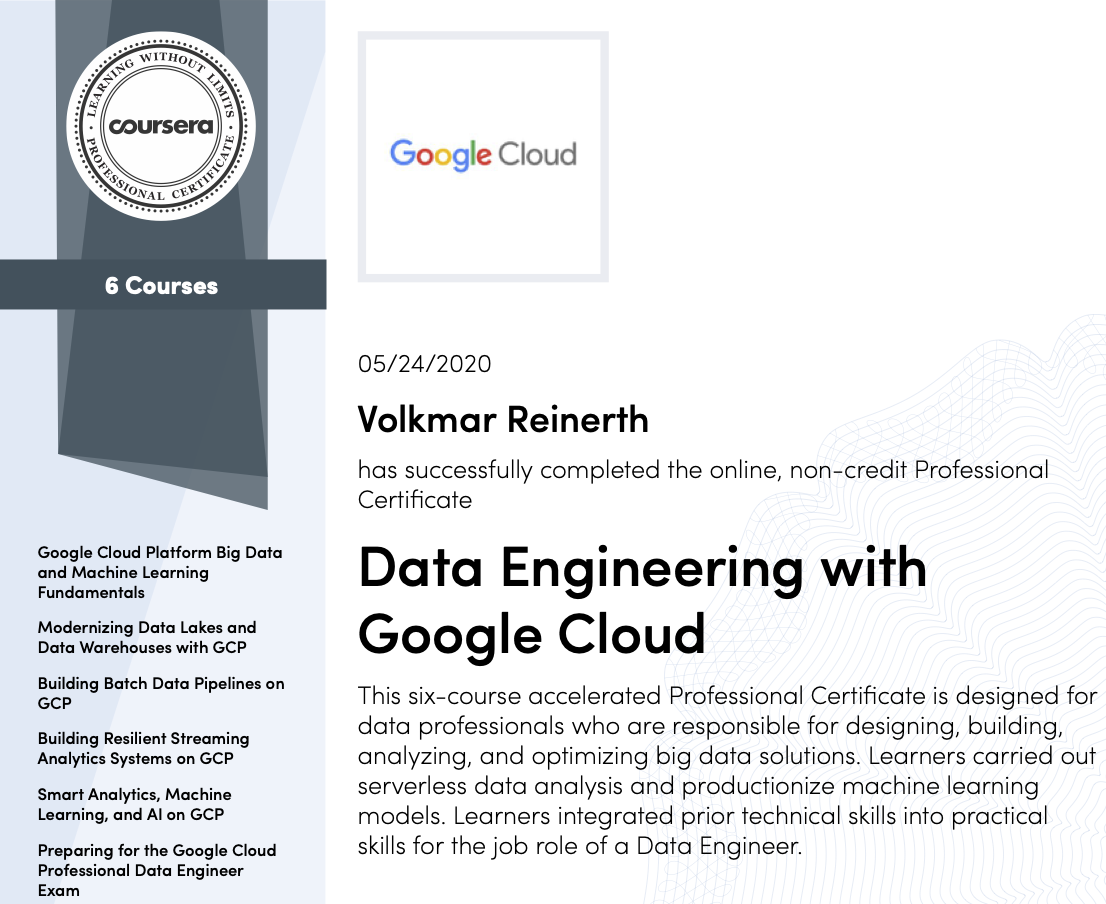 LEARNING WITHOUT LIMITS
coursera
PROFESSIONAL CERTIFICATE
6 Courses
Google Cloud Platform Big Data
and Machine Learning
Fundamentals
Modernizing Data Lakes and
Data Warehouses with GCP
Building Batch Data Pipelines on
GCP
Building Resilient Streaming
Analytics Systems on GCP
Smart Analytics, Machine
Learning, and AI on GCP
Preparing for the Google Cloud
Professional Data Engineer
Exam
Google Cloud
05/24/2020
Volkmar Reinerth
has successfully completed the online, non-credit Professional
Certificate
Data Engineering with
Google Cloud
This six-course accelerated Professional Certificate is designed for
data professionals who are responsible for designing, building,
analyzing, and optimizing big data solutions. Learners carried out
serverless data analysis and productionize machine learning
models. Learners integrated prior technical skills into practical
skills for the job role of a Data Engineer.